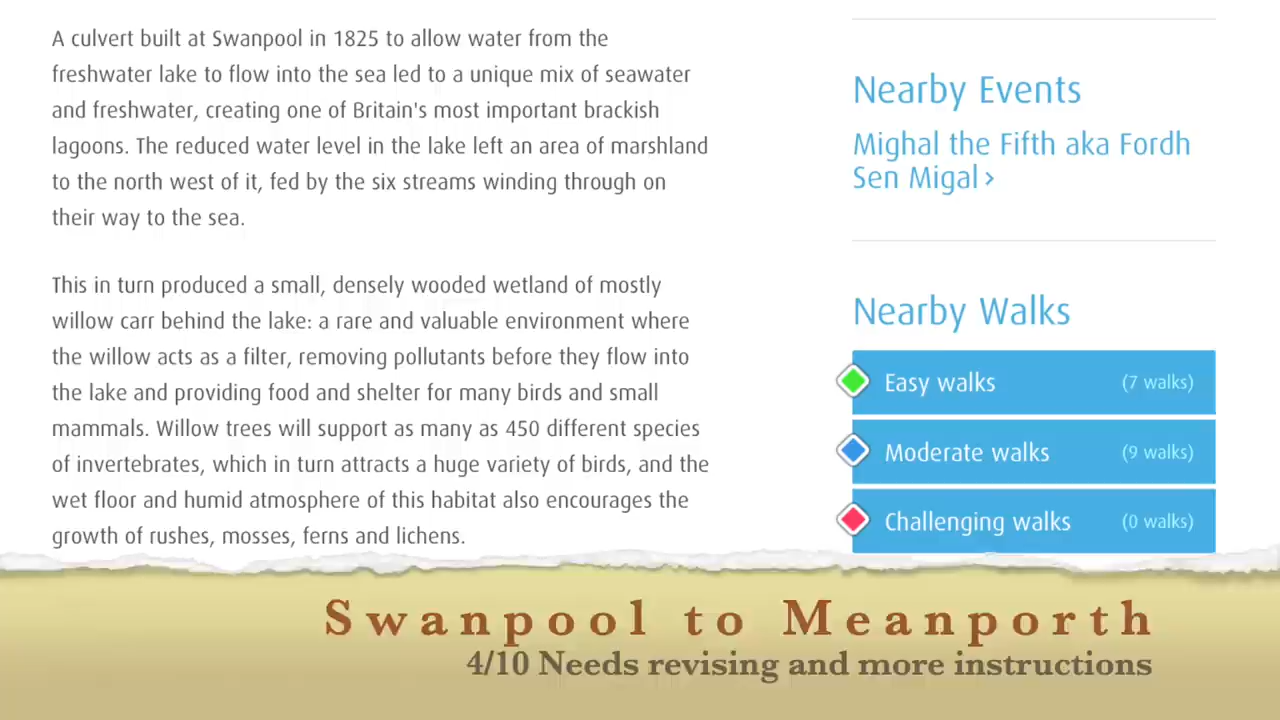 A culvert built at Swanpool in 1825 to allow water from the
freshwater lake to flow into the sea led to a unique mix of seawater
and freshwater, creating one of Britain's most important brackish
lagoons. The reduced water level in the lake left an area of marshland
to the north west of it, fed by the six streams winding through on
their way to the sea.
This in turn produced a small, densely wooded wetland of mostly
willow carr behind the lake: a rare and valuable environment where
the willow acts as a filter, removing pollutants before they flow into
the lake and providing food and shelter for many birds and small
mammals. Willow trees will support as many as 450 different species
of invertebrates, which in turn attracts a huge variety of birds, and the
wet floor and humid atmosphere of this habitat also encourages the
growth of rushes, mosses, ferns and lichens.
Nearby Events
Mighal the Fifth aka Fordh
Sen Migal ›
Nearby Walks
Easy walks (7 walks)
Moderate walks (9 walks)
Challenging walks (0 walks)
Swanpool to Meanporth
4/10 Needs revising and more instructions